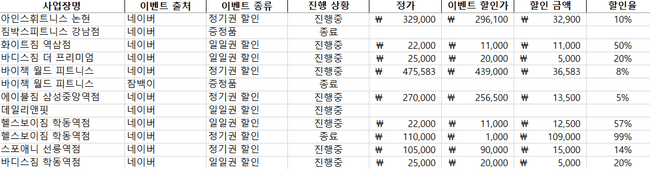 사업장명 이벤트 출처 이벤트 종류 진행 상황 정가 이벤트 할인가 할인 금액 할인율
아인스휘트니스 논현 네이버 정기권 할인 진행중 ₩ 329,000 ₩ 296,100 ₩ 32,900 10%
짐박스피트니스 강남점 네이버 증정품 종료
화이트짐 역삼점 네이버 일일권 할인 진행중 ₩ 22,000 ₩ 11,000 ₩ 11,000 50%
바디스짐 더 프리미엄 네이버 일일권 할인 진행중 ₩ 25,000 ₩ 20,000 ₩ 5,000 20%
바이젝 월드 피트니스 네이버 정기권 할인 진행중 ₩ 475,583 ₩ 439,000 ₩ 36,583 8%
바이젝 월드 피트니스 짐백이 증정품 종료
에이블짐 삼성중앙역점 네이버 정기권 할인 진행중 ₩ 270,000 ₩ 256,500 ₩ 13,500 5%
데일리앤핏 네이버 일일권 할인 진행중
헬스보이짐 학동역점 네이버 일일권 할인 진행중 ₩ 22,000 ₩ 11,000 ₩ 12,500 57%
헬스보이짐 학동역점 네이버 정기권 할인 종료 ₩ 110,000 ₩ 1,000 ₩ 109,000 99%
스포애니 선릉역점 네이버 정기권 할인 진행중 ₩ 105,000 ₩ 90,000 ₩ 15,000 14%
바디스짐 학동역점 네이버 일일권 할인 진행중 ₩ 25,000 ₩ 20,000 ₩ 5,000 20%